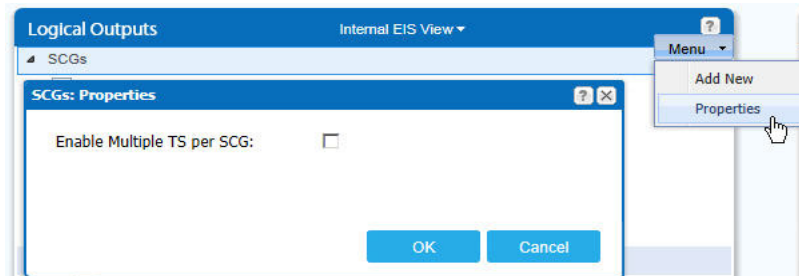 Logical Outputs Internal EIS View ?
Menu
SCGs
Add New
Properties
SCGs: Properties ?
Enable Multiple TS per SCG:
OK Cancel